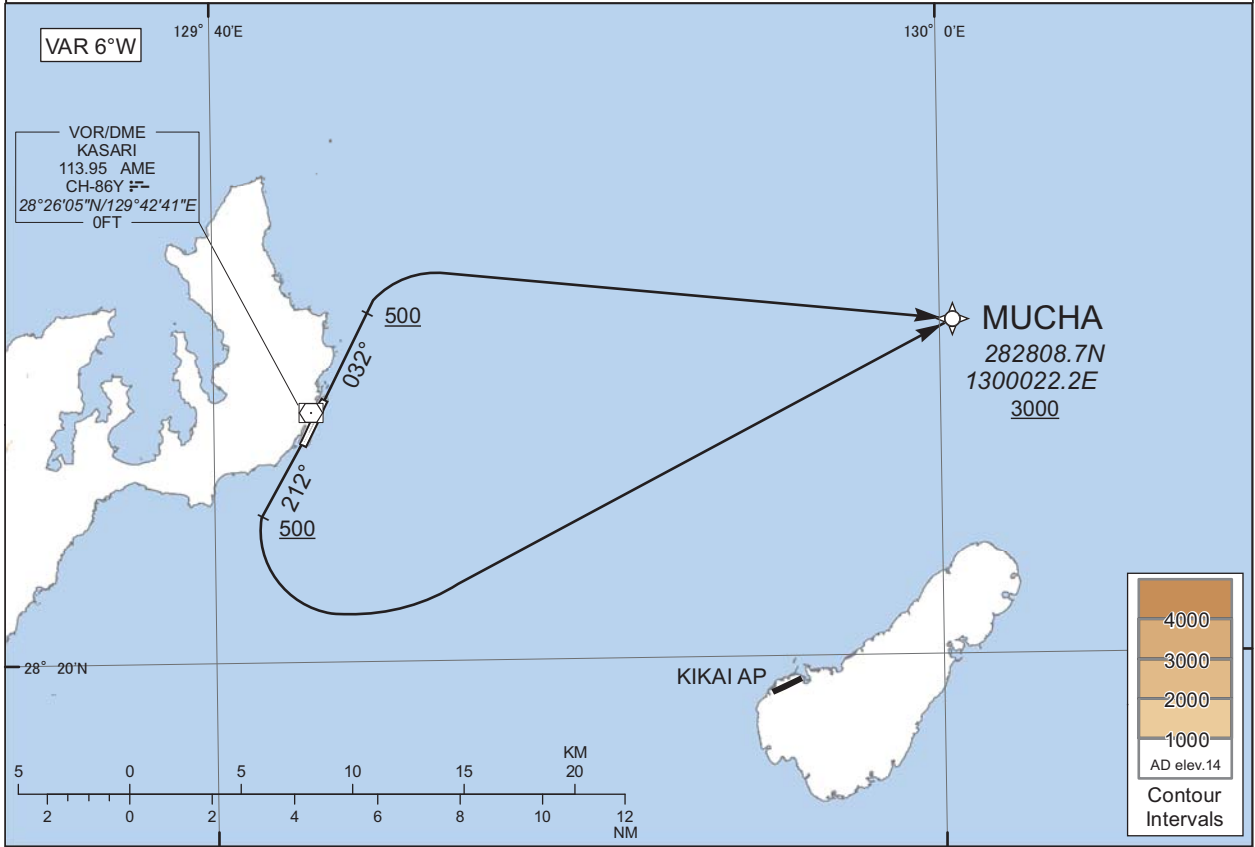 129° 40'E
130° 0'E
VAR 6°W
VOR/DME
KASARI
113.95 AME
CH-86Y
28°26'05"N/129°42'41"E
0FT
500
032°
MUCHA
282808.7N
1300022.2E
3000
212°
500
28° 20'N
KIKAI AP
4000
3000
2000
1000
AD elev.14
Contour
Intervals
KM
5 0 5 10 15 20
2 0 2 4 6 8 10 12
NM